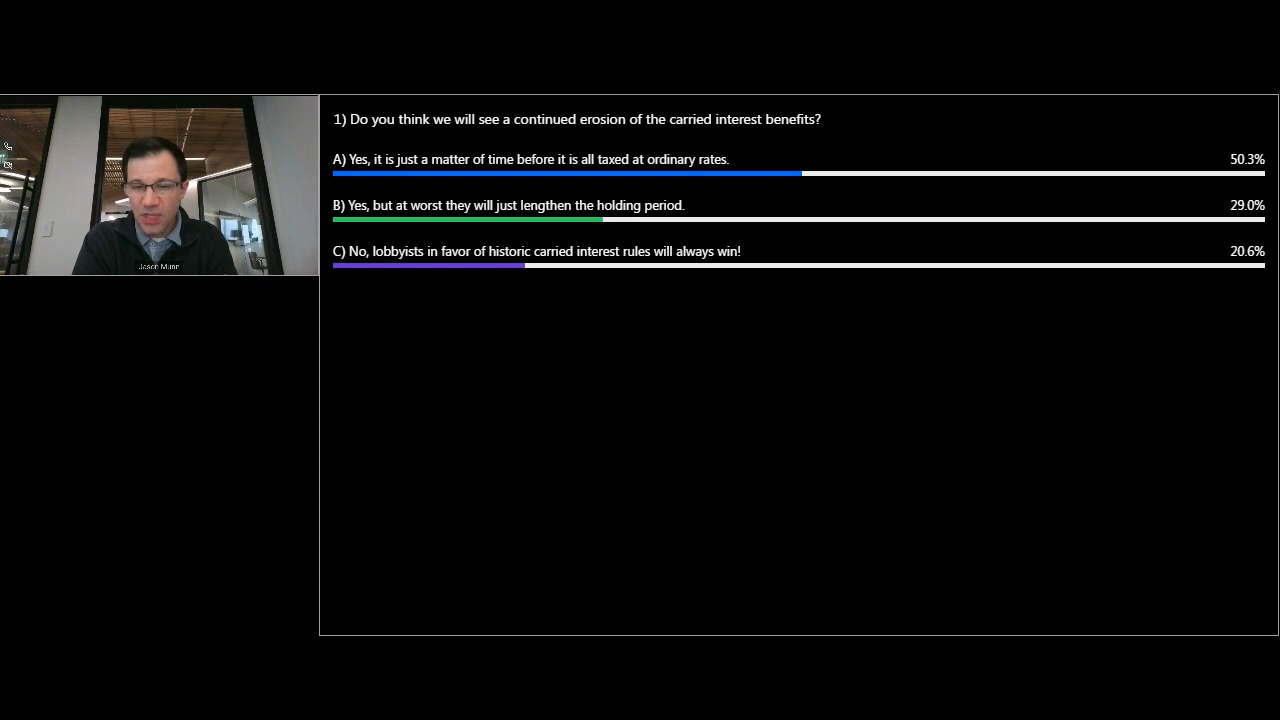 Jason Munn
1) Do you think we will see a continued erosion of the carried interest benefits?
A) Yes, it is just a matter of time before it is all taxed at ordinary rates. 50.3%
B) Yes, but at worst they will just lengthen the holding period. 29.0%
C) No, lobbyists in favor of historic carried interest rules will always win! 20.6%